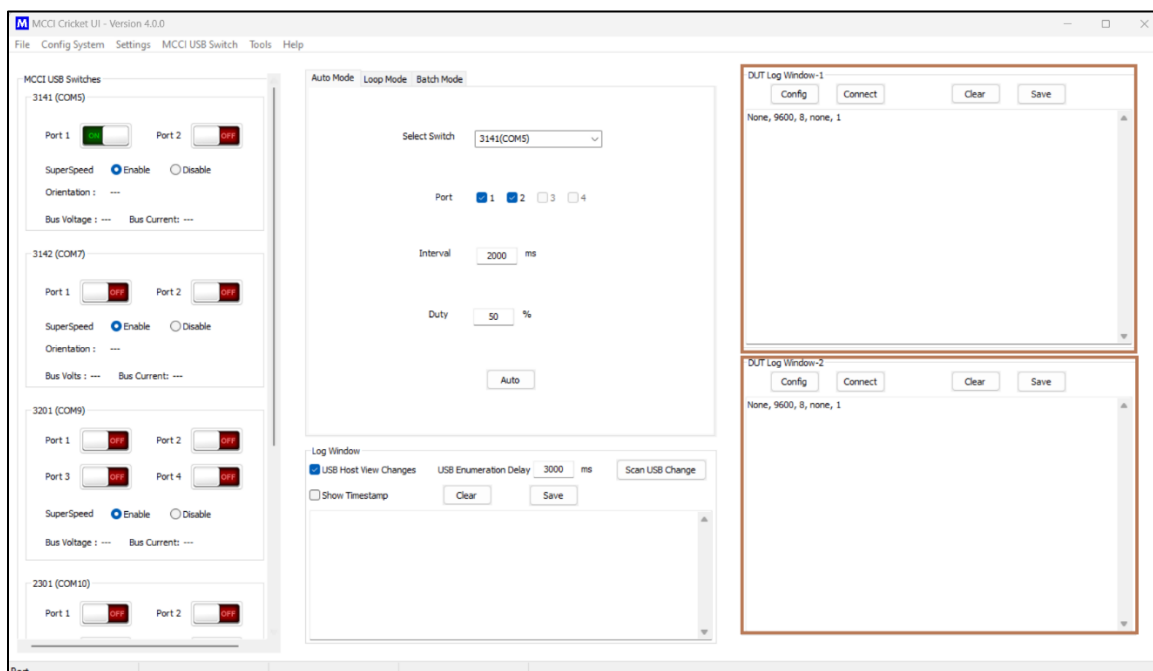 M MCCI Cricket UI - Version 4.0.0
File Config System Settings MCCI USB Switch Tools Help
MCCI USB Switches
3141 (COM5)
Port 1 ON Port 2 OFF
SuperSpeed Enable Disable
Orientation : ---
Bus Voltage : --- Bus Current: ---
3142 (COM7)
Port 1 OFF Port 2 OFF
SuperSpeed Enable Disable
Orientation : ---
Bus Volts : --- Bus Current: ---
3201 (COM9)
Port 1 OFF Port 2 OFF
Port 3 OFF Port 4 OFF
SuperSpeed Enable Disable
Bus Voltage : --- Bus Current: ---
2301 (COM10)
Port 1 OFF Port 2 OFF
Auto Mode Loop Mode Batch Mode
Select Switch 3141(COM5)
Port 1 2 3 4
Interval 2000 ms
Duty 50 %
Auto
Log Window
USB Host View Changes USB Enumeration Delay 3000 ms Scan USB Change
Show Timestamp Clear Save
DUT Log Window-1
Config Connect Clear Save
None, 9600, 8, none, 1
DUT Log Window-2
Config Connect Clear Save
None, 9600, 8, none, 1